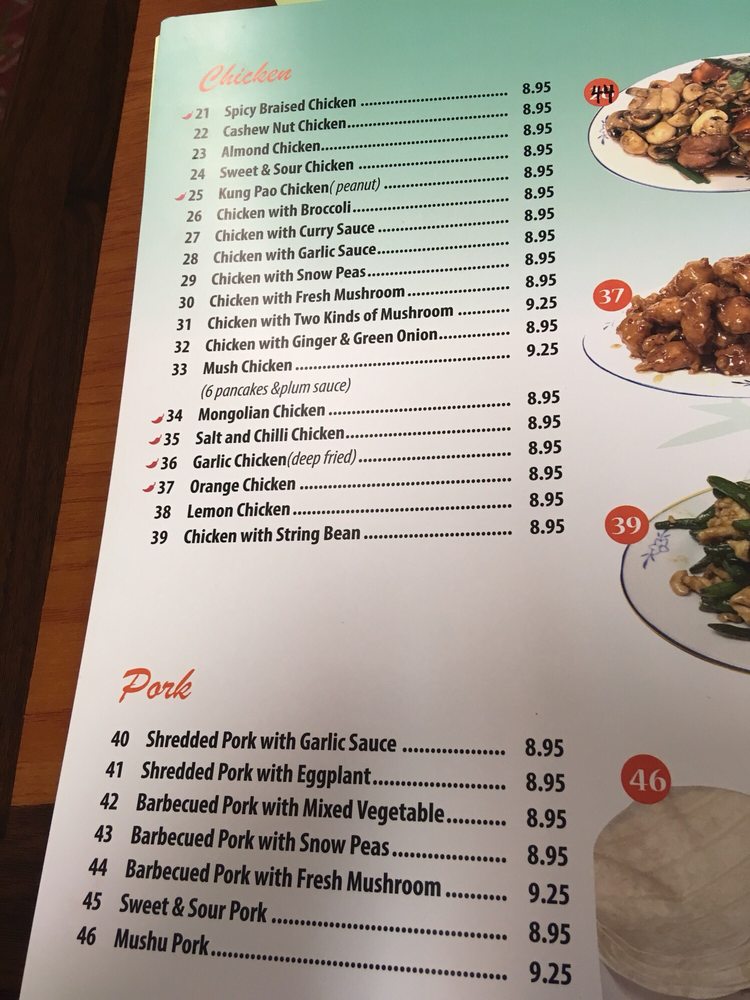 Chicken
21 Spicy Braised Chicken ........ 8.95
22 Cashew Nut Chicken ........ 8.95
23 Almond Chicken ........ 8.95
24 Sweet & Sour Chicken ........ 8.95
25 Kung Pao Chicken (peanut) ........ 8.95
26 Chicken with Broccoli ........ 8.95
27 Chicken with Curry Sauce ........ 8.95
28 Chicken with Garlic Sauce ........ 8.95
29 Chicken with Snow Peas ........ 8.95
30 Chicken with Fresh Mushroom ........ 8.95
31 Chicken with Two Kinds of Mushroom ........ 9.25
32 Chicken with Ginger & Green Onion ........ 8.95
33 Mush Chicken ........ 9.25
(6 pancakes &plum sauce)
34 Mongolian Chicken ........ 8.95
35 Salt and Chilli Chicken ........ 8.95
36 Garlic Chicken (deep fried) ........ 8.95
37 Orange Chicken ........ 8.95
38 Lemon Chicken ........ 8.95
39 Chicken with String Bean ........ 8.95
Pork
40 Shredded Pork with Garlic Sauce ........ 8.95
41 Shredded Pork with Eggplant ........ 8.95
42 Barbecued Pork with Mixed Vegetable ........ 8.95
43 Barbecued Pork with Snow Peas ........ 8.95
44 Barbecued Pork with Fresh Mushroom ........ 9.25
45 Sweet & Sour Pork ........ 8.95
46 Mushu Pork ........ 9.25
44
37
39
46